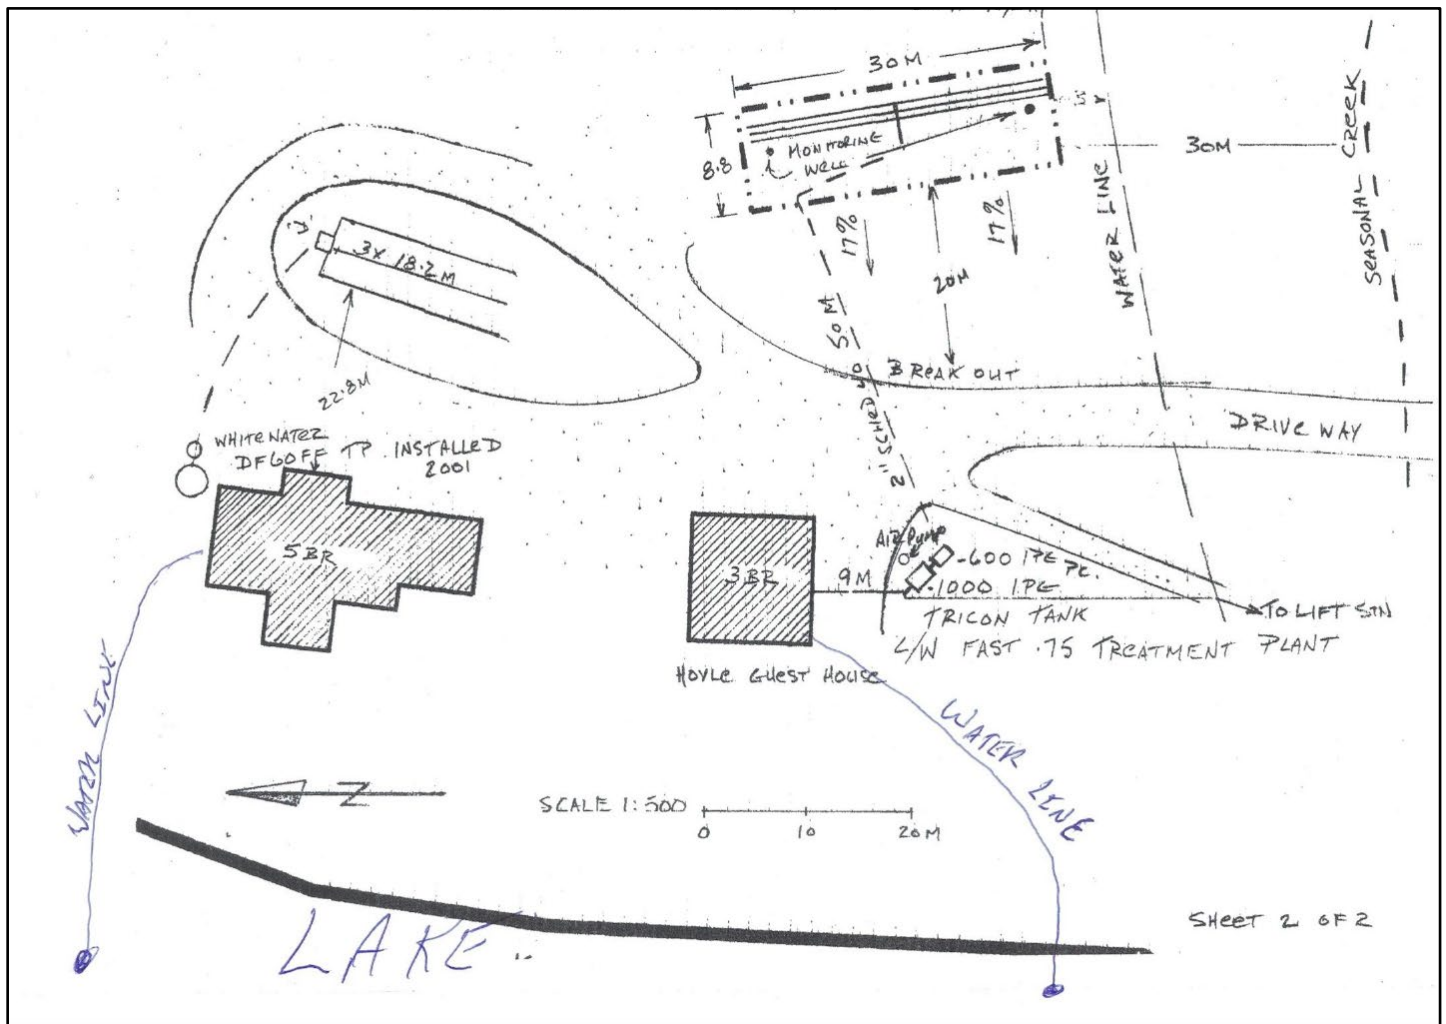 30M
8.8
MONITORING
WELL
17%
17%
20M
30M
SEASONAL CREEK
WATER LINE
3x 18.2M
22.8M
50M
2" SCHED 40
BREAK OUT
DRIVEWAY
WHITEWATER
DF60FF TP INSTALLED
2001
5BR
3BR
9M
AIR PUMP
600 IPG PC.
1000 IPG
TRICON TANK
C/W FAST .75 TREATMENT PLANT
TO LIFT STN
HOYLE GUEST HOUSE
WATER LINE
WATER LINE
N
SCALE 1:500
0 10 20M
LAKE
SHEET 2 OF 2